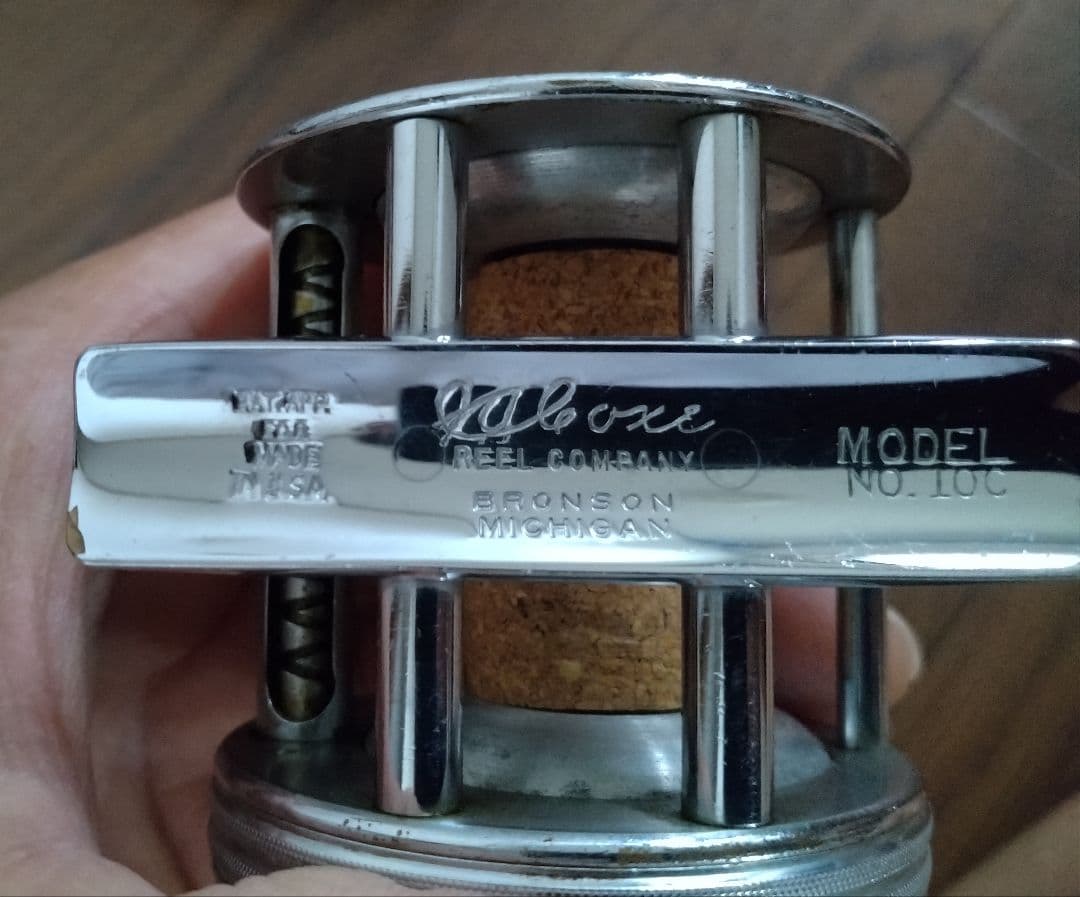 PAT. APP.
FOR
MADE
IN U.S.A.
J.A. Coxe
REEL COMPANY
BRONSON
MICHIGAN
MODEL
NO. 10C